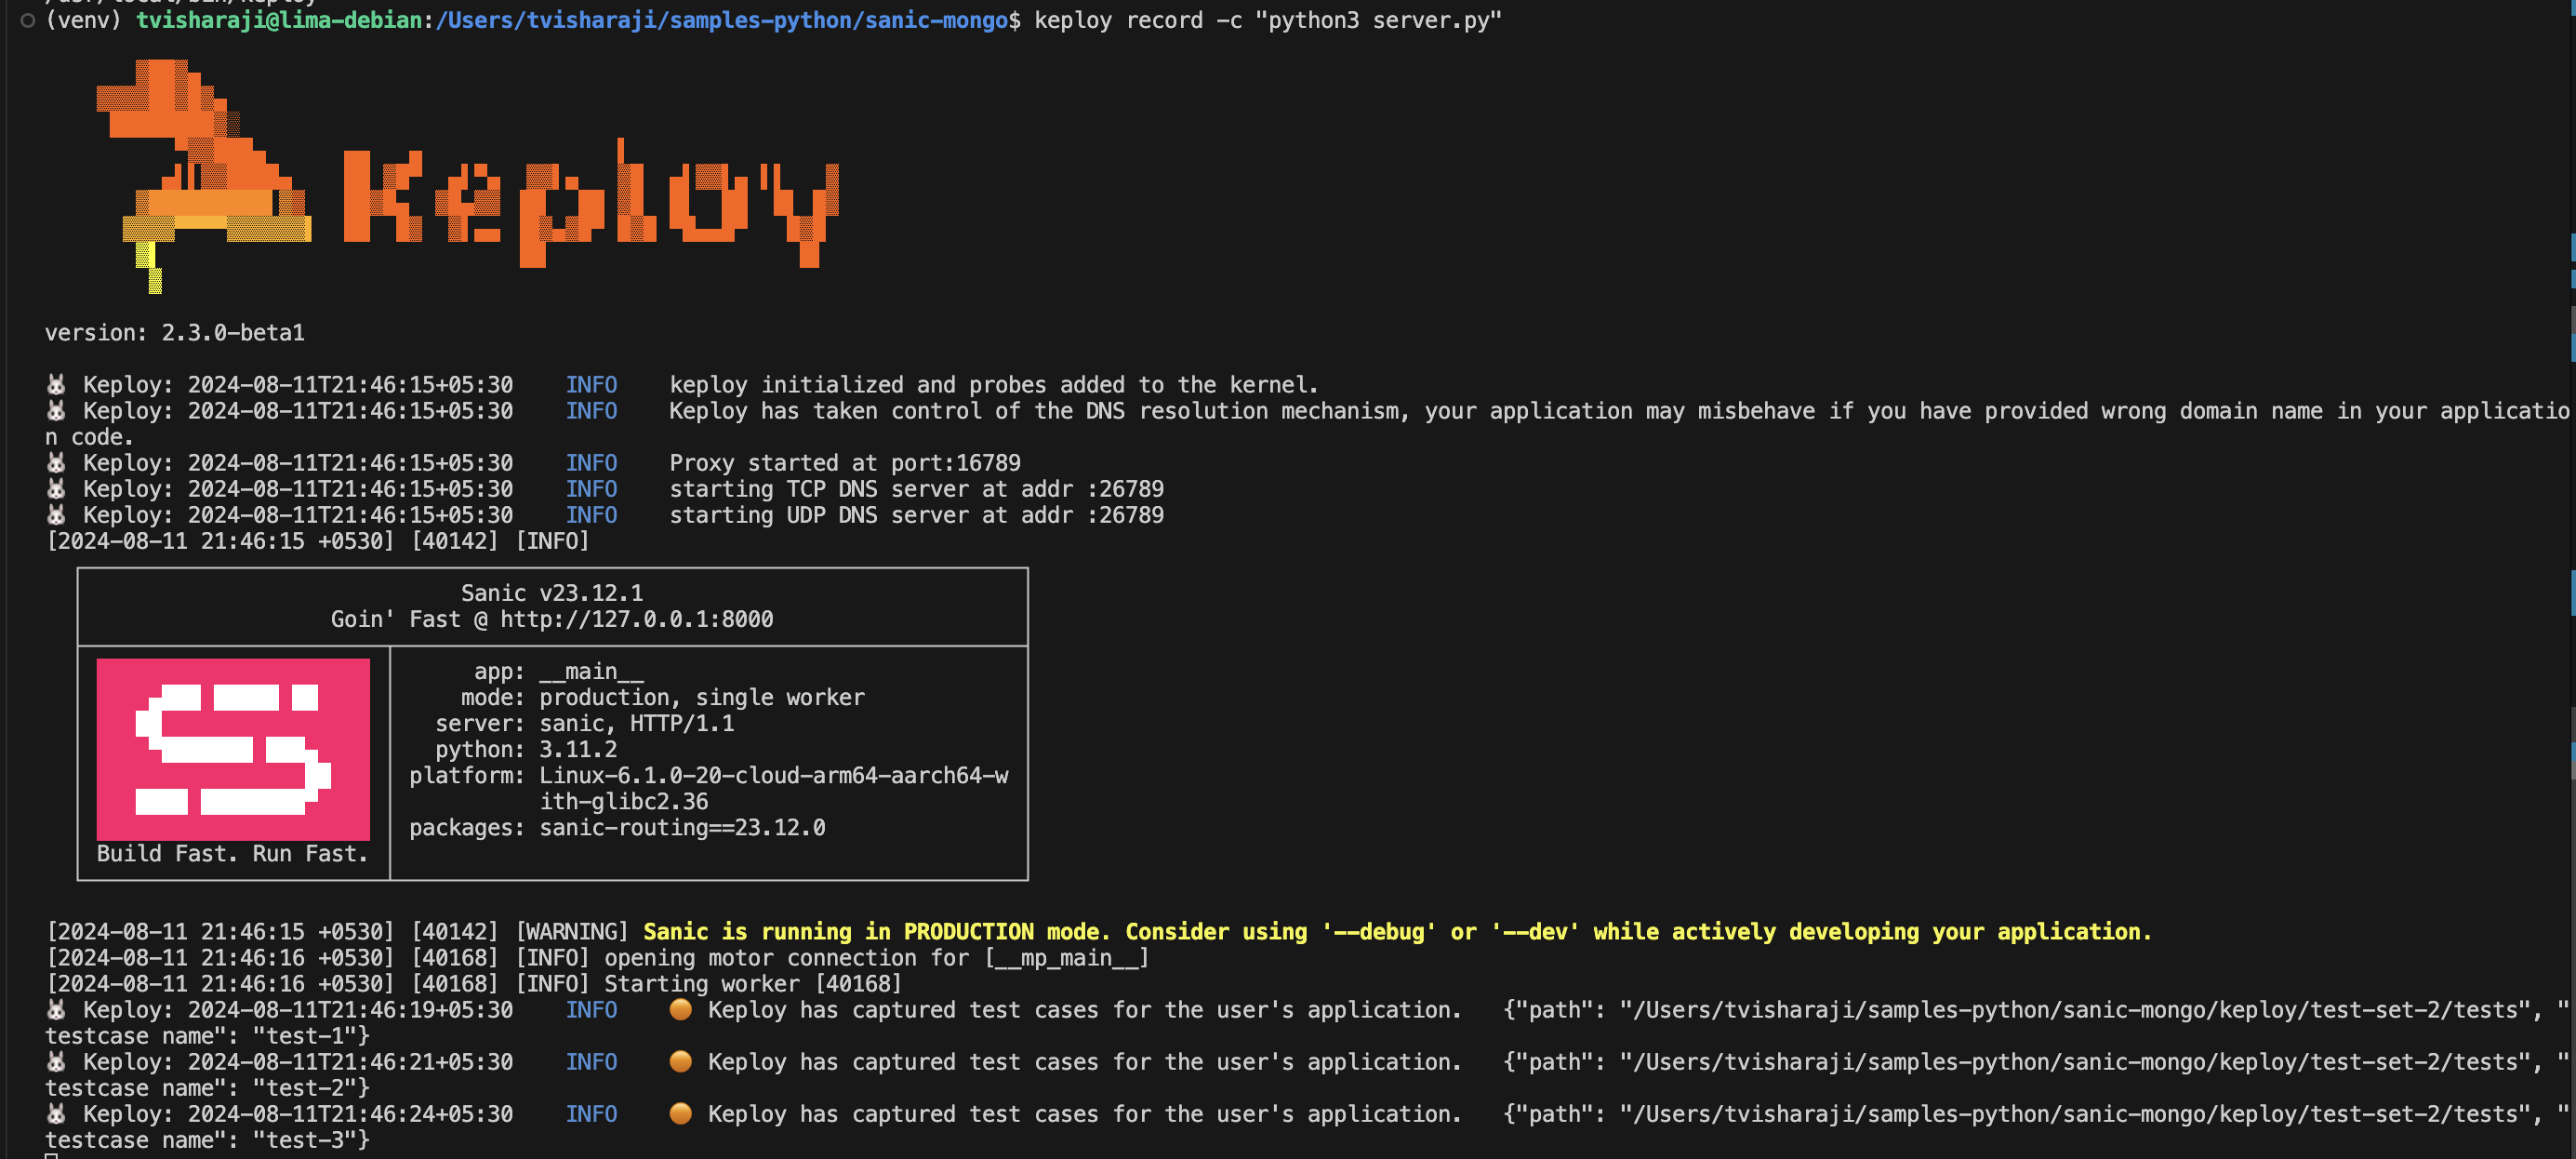 /usr/local/bin/keploy
(venv) tvisharaji@lima-debian:/Users/tvisharaji/samples-python/sanic-mongo$ keploy record -c "python3 server.py"
Keploy
version: 2.3.0-beta1
🐰 Keploy: 2024-08-11T21:46:15+05:30    INFO    keploy initialized and probes added to the kernel.
🐰 Keploy: 2024-08-11T21:46:15+05:30    INFO    Keploy has taken control of the DNS resolution mechanism, your application may misbehave if you have provided wrong domain name in your applicatio
n code.
🐰 Keploy: 2024-08-11T21:46:15+05:30    INFO    Proxy started at port:16789
🐰 Keploy: 2024-08-11T21:46:15+05:30    INFO    starting TCP DNS server at addr :26789
🐰 Keploy: 2024-08-11T21:46:15+05:30    INFO    starting UDP DNS server at addr :26789
[2024-08-11 21:46:15 +0530] [40142] [INFO]
Sanic v23.12.1
Goin' Fast @ http://127.0.0.1:8000
app: __main__
mode: production, single worker
server: sanic, HTTP/1.1
python: 3.11.2
platform: Linux-6.1.0-20-cloud-arm64-aarch64-w
ith-glibc2.36
packages: sanic-routing==23.12.0
Build Fast. Run Fast.
[2024-08-11 21:46:15 +0530] [40142] [WARNING] Sanic is running in PRODUCTION mode. Consider using '--debug' or '--dev' while actively developing your application.
[2024-08-11 21:46:16 +0530] [40168] [INFO] opening motor connection for [__mp_main__]
[2024-08-11 21:46:16 +0530] [40168] [INFO] Starting worker [40168]
🐰 Keploy: 2024-08-11T21:46:19+05:30    INFO    🟠 Keploy has captured test cases for the user's application.   {"path": "/Users/tvisharaji/samples-python/sanic-mongo/keploy/test-set-2/tests", "
testcase name": "test-1"}
🐰 Keploy: 2024-08-11T21:46:21+05:30    INFO    🟠 Keploy has captured test cases for the user's application.   {"path": "/Users/tvisharaji/samples-python/sanic-mongo/keploy/test-set-2/tests", "
testcase name": "test-2"}
🐰 Keploy: 2024-08-11T21:46:24+05:30    INFO    🟠 Keploy has captured test cases for the user's application.   {"path": "/Users/tvisharaji/samples-python/sanic-mongo/keploy/test-set-2/tests", "
testcase name": "test-3"}